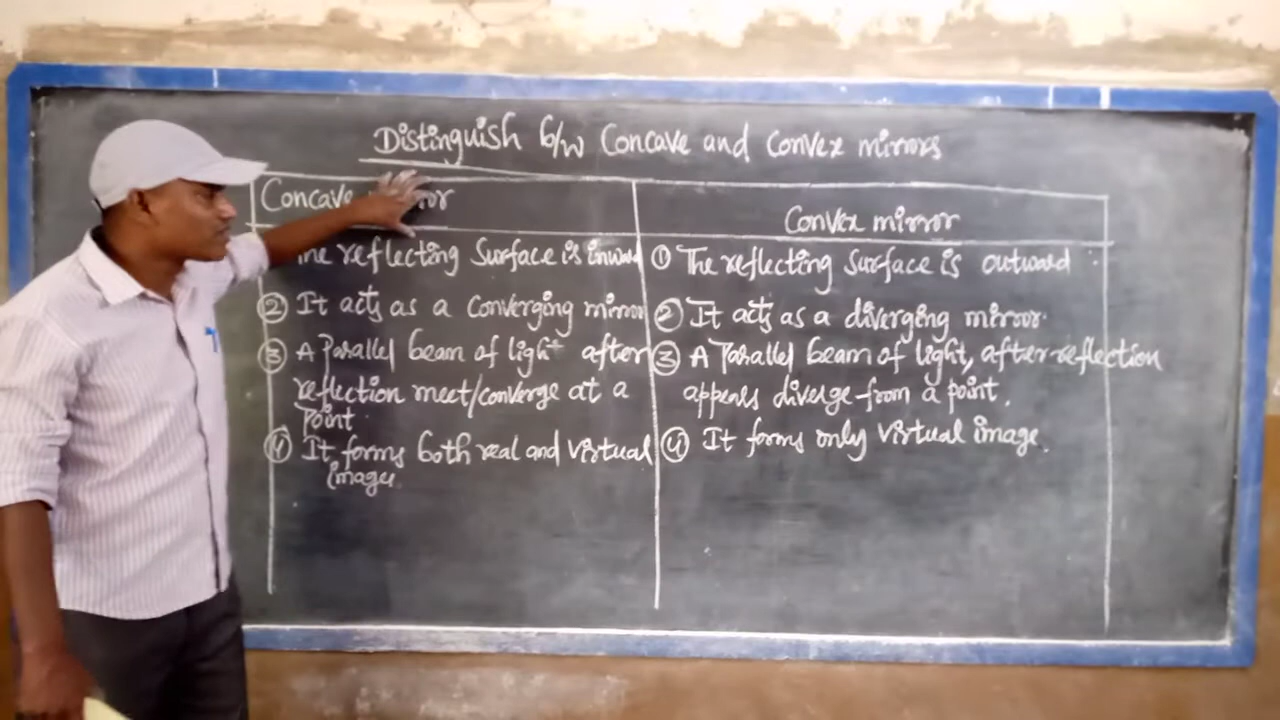 Distinguish b/w Concave and Convex mirrors
Concave
Convex mirror
The reflecting Surface is inward
② It acts as a Converging mirror
③ A Parallel beam of light after
reflection meet/converge at a
Point.
④ It forms both real and virtual
images.
① The reflecting Surface is outward.
② It acts as a diverging mirror.
③ A Parallel beam of light, after reflection
appears diverge from a point.
④ It forms only virtual image.